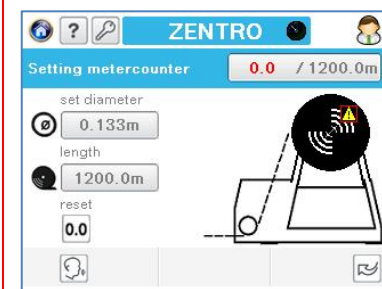 ? ZENTRO
Setting metercounter 0.0 / 1200.0m
set diameter
ø 0.133m
length
1200.0m
reset
0.0